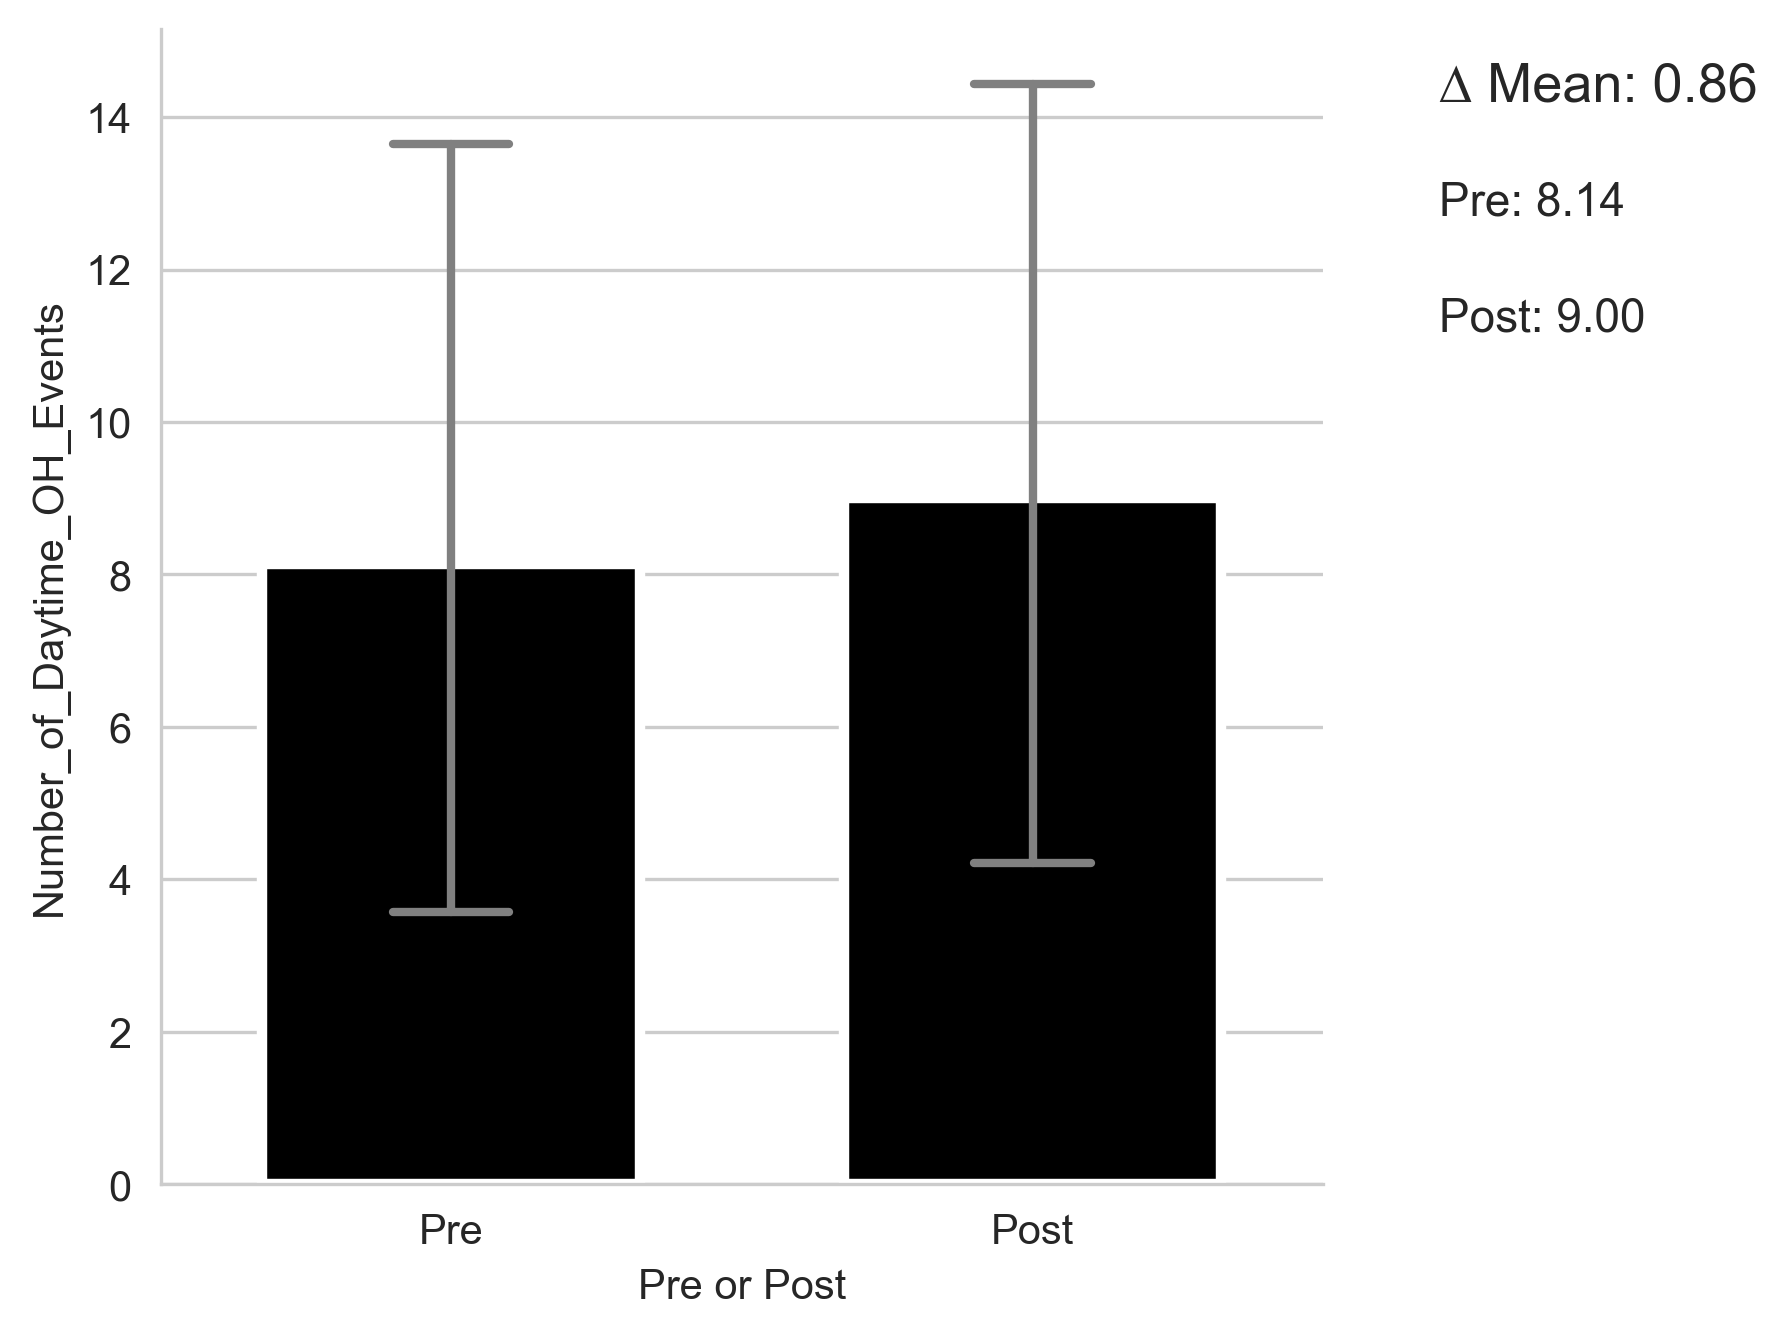 Δ Mean: 0.86
Pre: 8.14
Post: 9.00
Number_of_Daytime_OH_Events
14
12
10
8
6
4
2
0
Pre
Post
Pre or Post